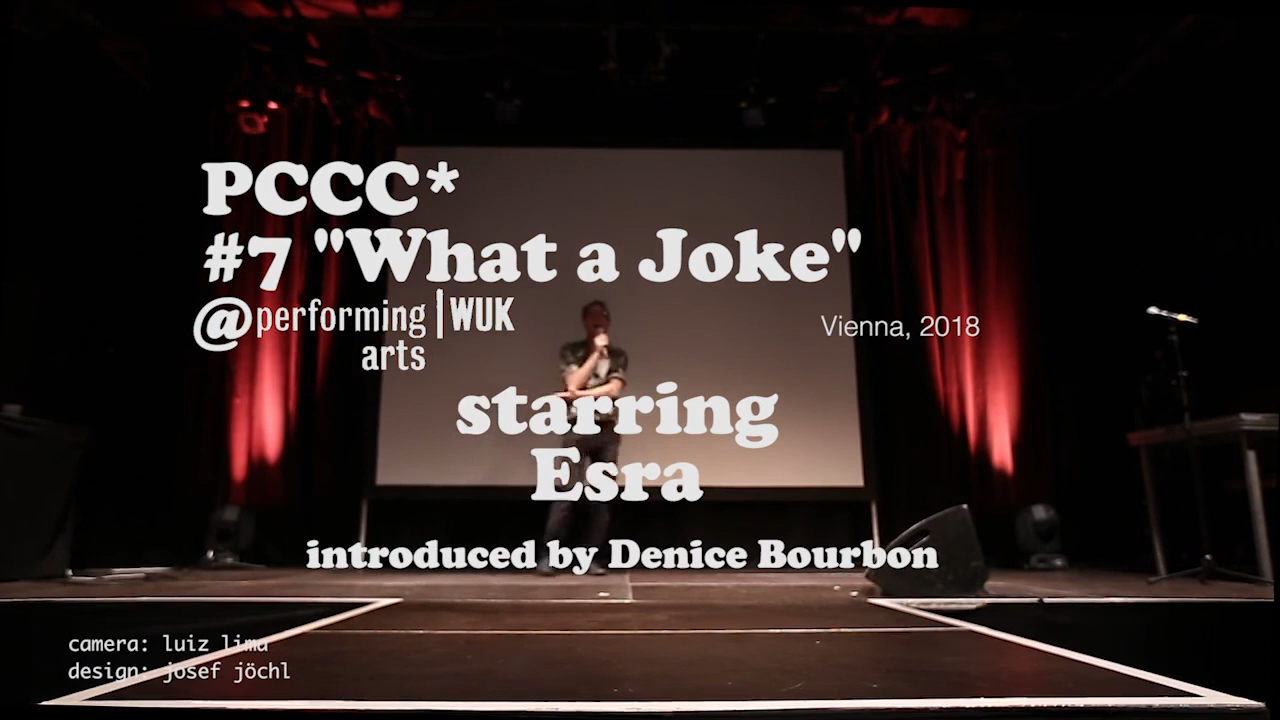 PCCC*
#7 "What a Joke"
@performing | WUK
arts
Vienna, 2018
starring
Esra
introduced by Denice Bourbon
camera: luiz lima
design: josef jöchl